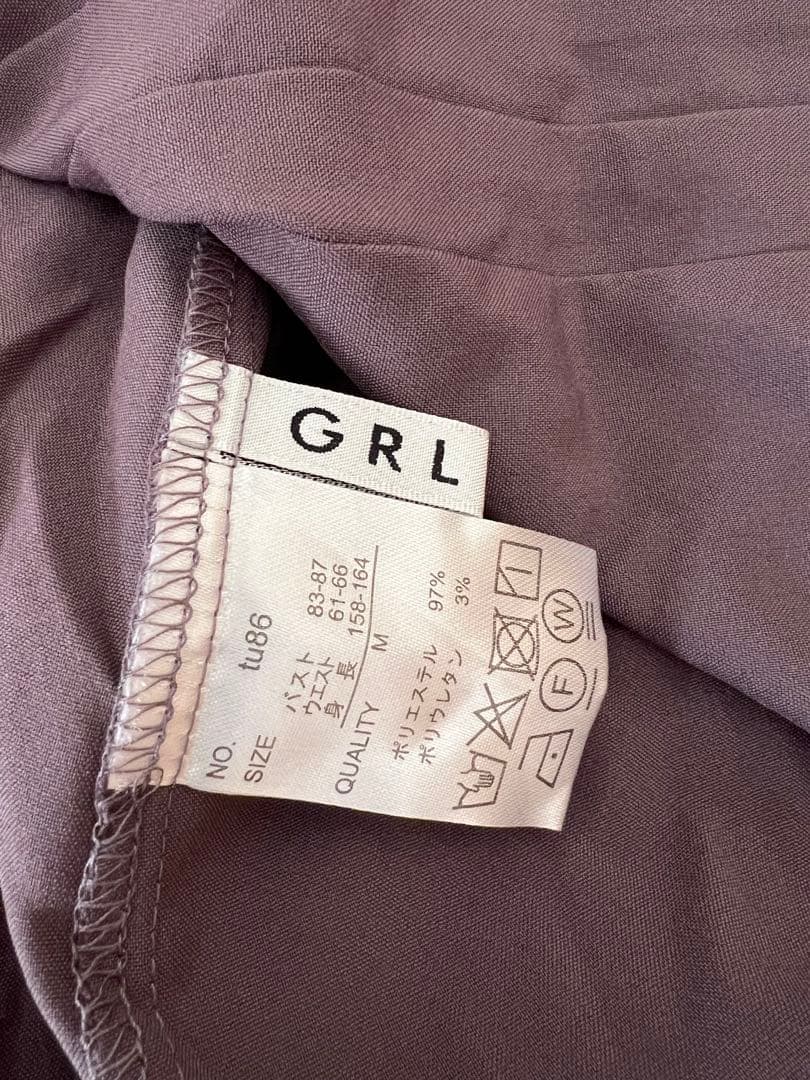 GRL
NO. tu86
SIZE
バスト 83-87
ウエスト 61-66
身長 158-164
M
QUALITY
ポリエステル 97%
ポリウレタン 3%
F
W